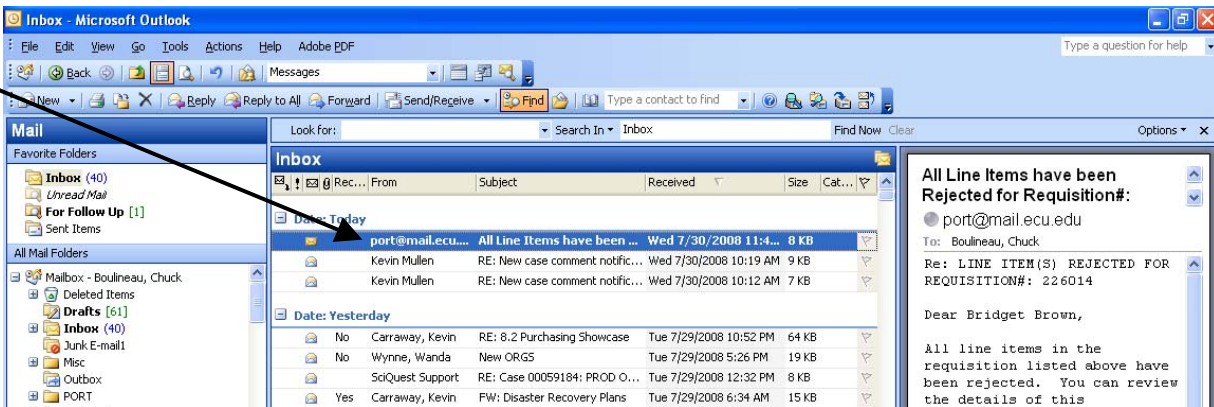 Inbox - Microsoft Outlook
File Edit View Go Tools Actions Help Adobe PDF Type a question for help
Back Messages
New Reply Reply to All Forward Send/Receive Find Type a contact to find
Mail
Look for: Search In Inbox Find Now Clear Options
Favorite Folders
Inbox (40)
Unread Mail
For Follow Up [1]
Sent Items
All Mail Folders
Mailbox - Boulineau, Chuck
Deleted Items
Drafts [61]
Inbox (40)
Junk E-mail1
Misc
Outbox
PORT
Inbox
Rec... From Subject Received Size Cat...
Date: Today
port@mail.ecu.... All Line Items have been ... Wed 7/30/2008 11:4... 8 KB
Kevin Mullen RE: New case comment notific... Wed 7/30/2008 10:19 AM 9 KB
Kevin Mullen RE: New case comment notific... Wed 7/30/2008 10:12 AM 7 KB
Date: Yesterday
No Carraway, Kevin RE: 8.2 Purchasing Showcase Tue 7/29/2008 10:52 PM 64 KB
No Wynne, Wanda New ORGS Tue 7/29/2008 5:26 PM 19 KB
SciQuest Support RE: Case 00059184: PROD O... Tue 7/29/2008 12:32 PM 8 KB
Yes Carraway, Kevin FW: Disaster Recovery Plans Tue 7/29/2008 6:34 AM 15 KB
All Line Items have been
Rejected for Requisition#:
port@mail.ecu.edu
To: Boulineau, Chuck
Re: LINE ITEM(S) REJECTED FOR
REQUISITION#: 226014
Dear Bridget Brown,
All line items in the
requisition listed above have
been rejected. You can review
the details of this